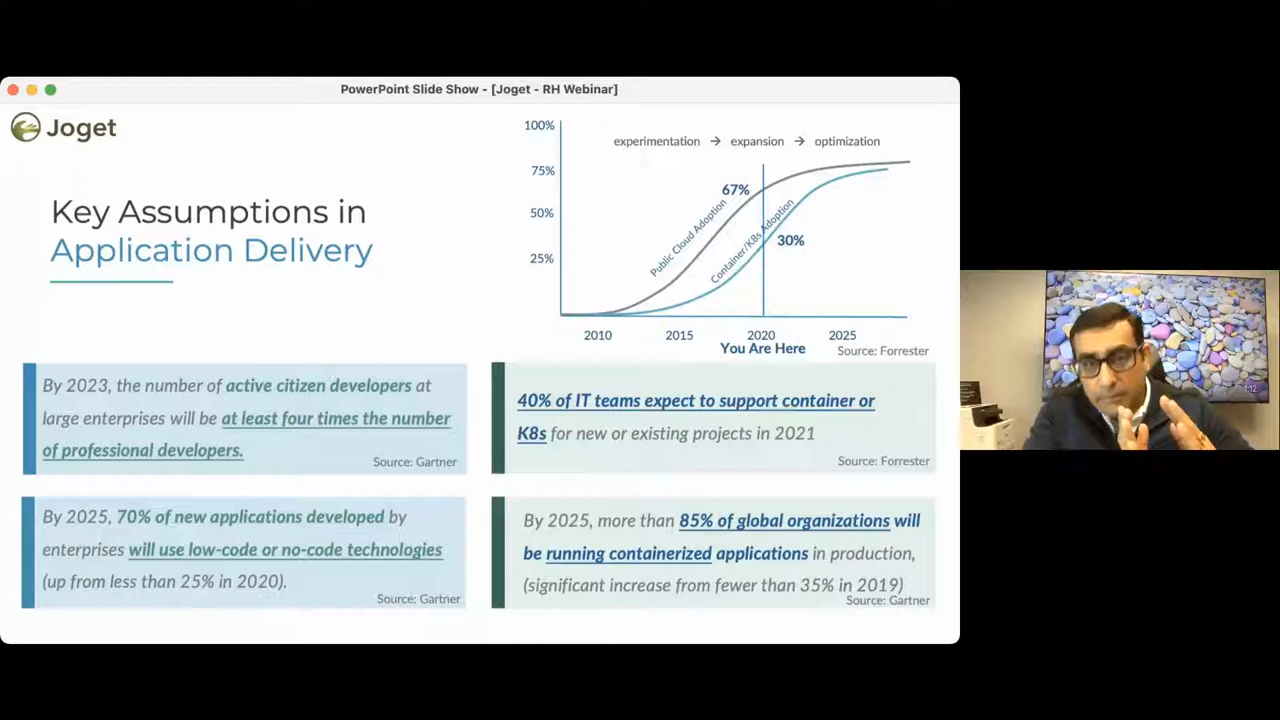 PowerPoint Slide Show - [Joget - RH Webinar]
Joget
Key Assumptions in
Application Delivery
100%
75%
50%
25%
experimentation → expansion → optimization
67%
30%
Public Cloud Adoption
Container/K8s Adoption
2010 2015 2020 2025
You Are Here
Source: Forrester
By 2023, the number of active citizen developers at
large enterprises will be at least four times the number
of professional developers.
Source: Gartner
40% of IT teams expect to support container or
K8s for new or existing projects in 2021
Source: Forrester
By 2025, 70% of new applications developed by
enterprises will use low-code or no-code technologies
(up from less than 25% in 2020).
Source: Gartner
By 2025, more than 85% of global organizations will
be running containerized applications in production,
(significant increase from fewer than 35% in 2019)
Source: Gartner
1:12